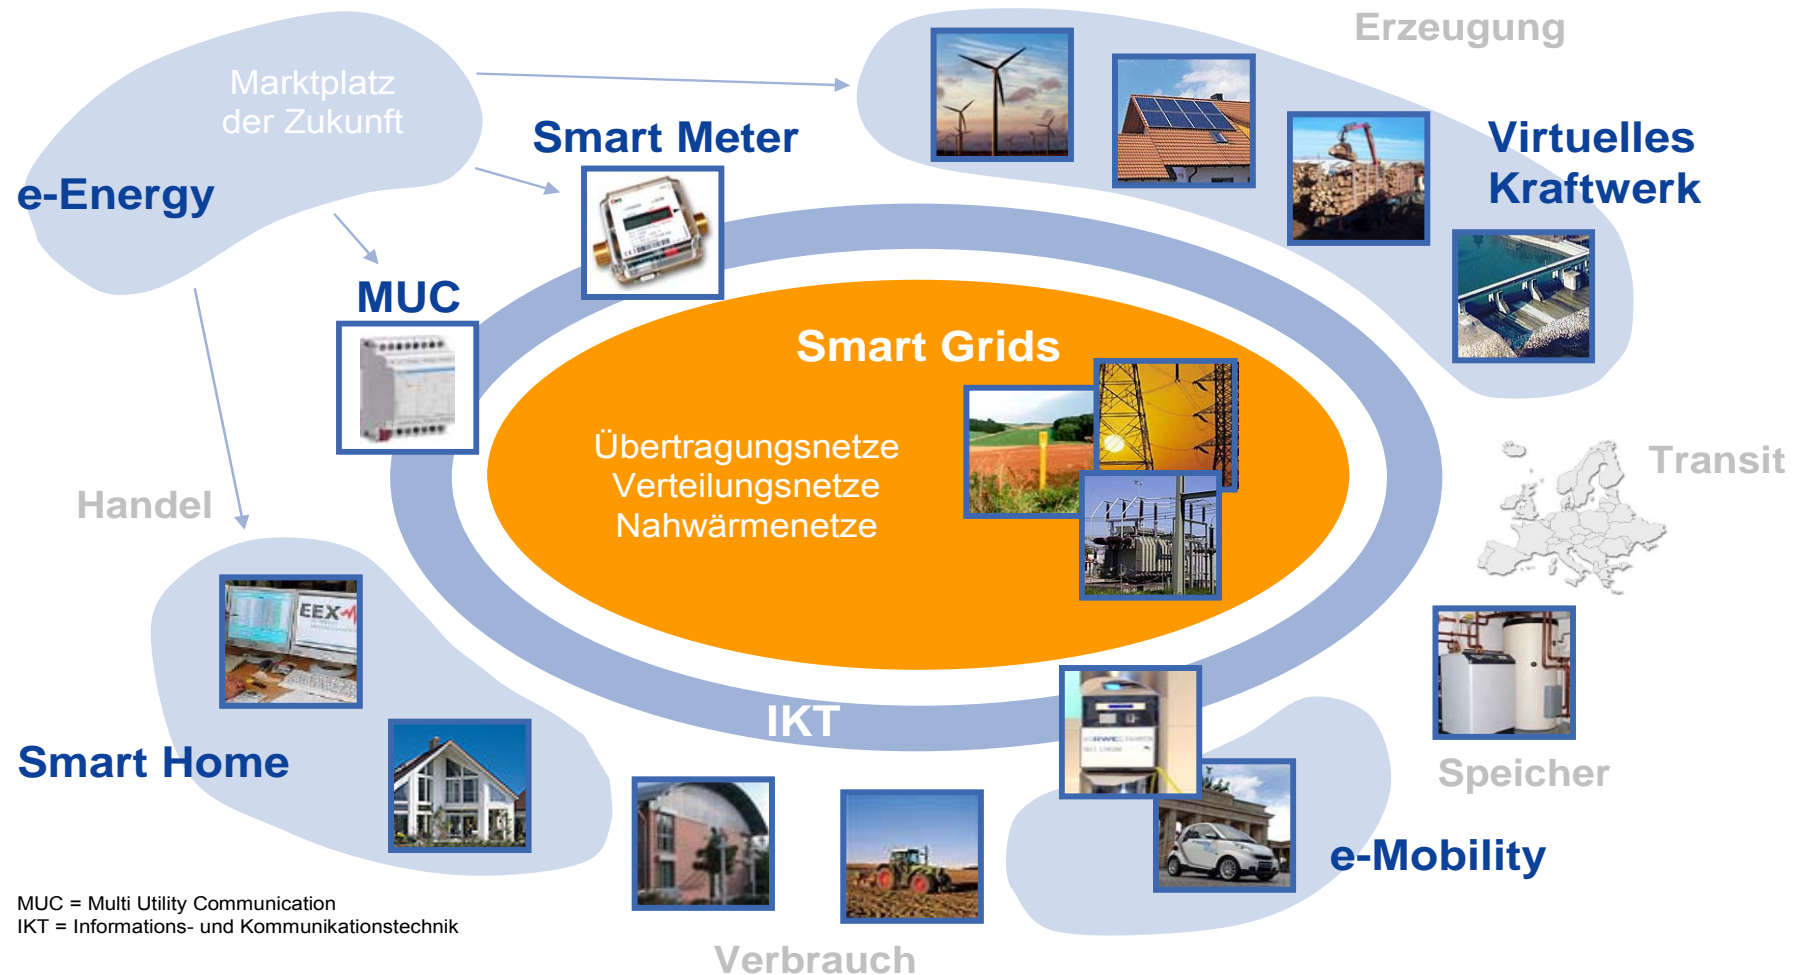 Erzeugung
Marktplatz
der Zukunft
e-Energy
Smart Meter
Virtuelles
Kraftwerk
MUC
Smart Grids
Übertragungsnetze
Verteilungsnetze
Nahwärmenetze
Transit
Handel
EEX
IKT
Smart Home
Speicher
e-Mobility
MUC = Multi Utility Communication
IKT = Informations- und Kommunikationstechnik
Verbrauch